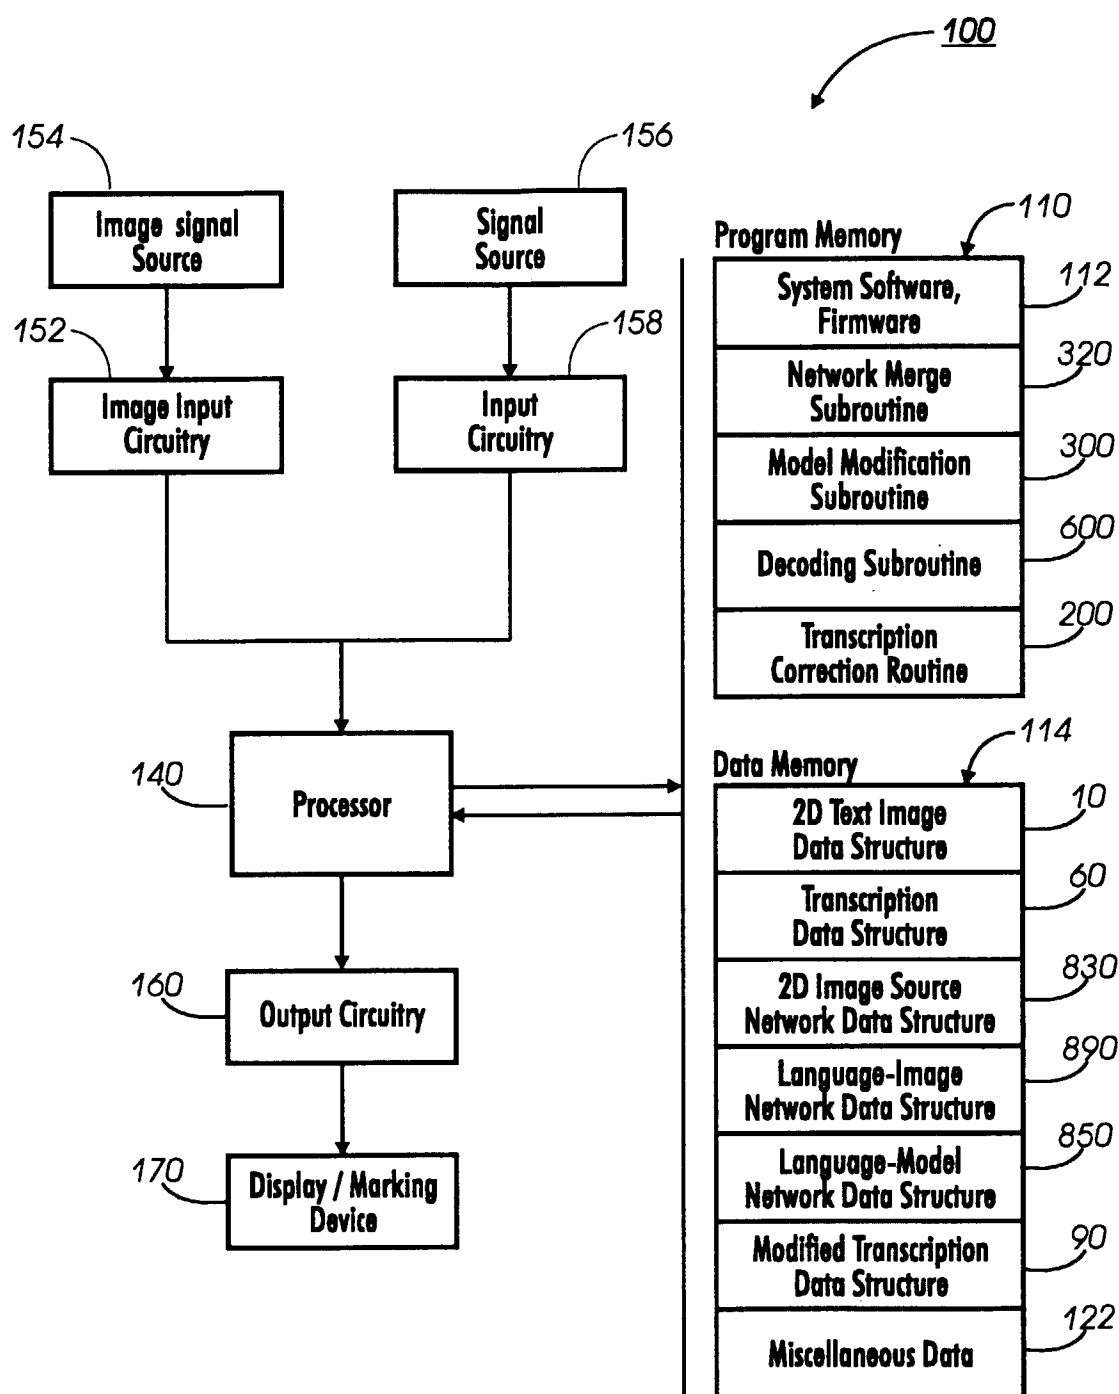 100
154
Image signal
Source
156
Signal
Source
152
Image Input
Circuitry
158
Input
Circuitry
140
Processor
160
Output Circuitry
170
Display / Marking
Device
Program Memory
110
System Software,
Firmware
112
Network Merge
Subroutine
320
Model Modification
Subroutine
300
Decoding Subroutine
600
Transcription
Correction Routine
200
Data Memory
114
2D Text Image
Data Structure
10
Transcription
Data Structure
60
2D Image Source
Network Data Structure
830
Language-Image
Network Data Structure
890
Language-Model
Network Data Structure
850
Modified Transcription
Data Structure
90
Miscellaneous Data
122